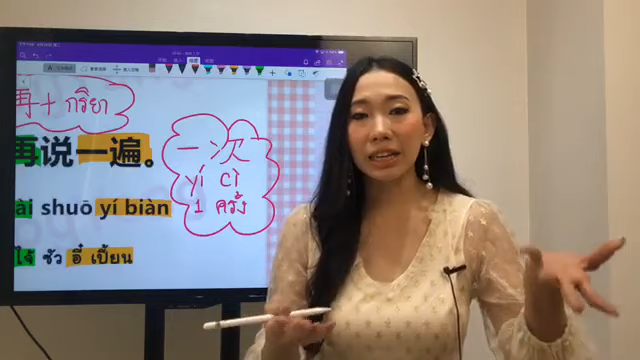 再 + กริยา
再说一遍。
一次
yí cì
1 ครั้ง
ài shuō yí biàn
ไจ้ ซัว อี๋ เปี้ยน